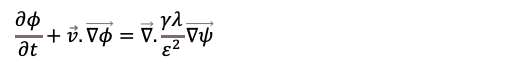 ∂ϕ/∂t + v⃗.∇ϕ⃗ = ∇⃗.γλ/ε² ∇ψ⃗